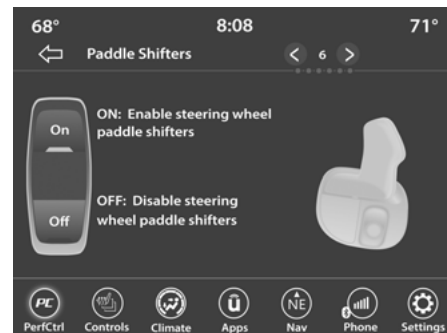 68° 8:08 71°
Paddle Shifters < 6 >
On
ON: Enable steering wheel
paddle shifters
Off
OFF: Disable steering
wheel paddle shifters
PC ū NE
PerfCtrl Controls Climate Apps Nav Phone Settings